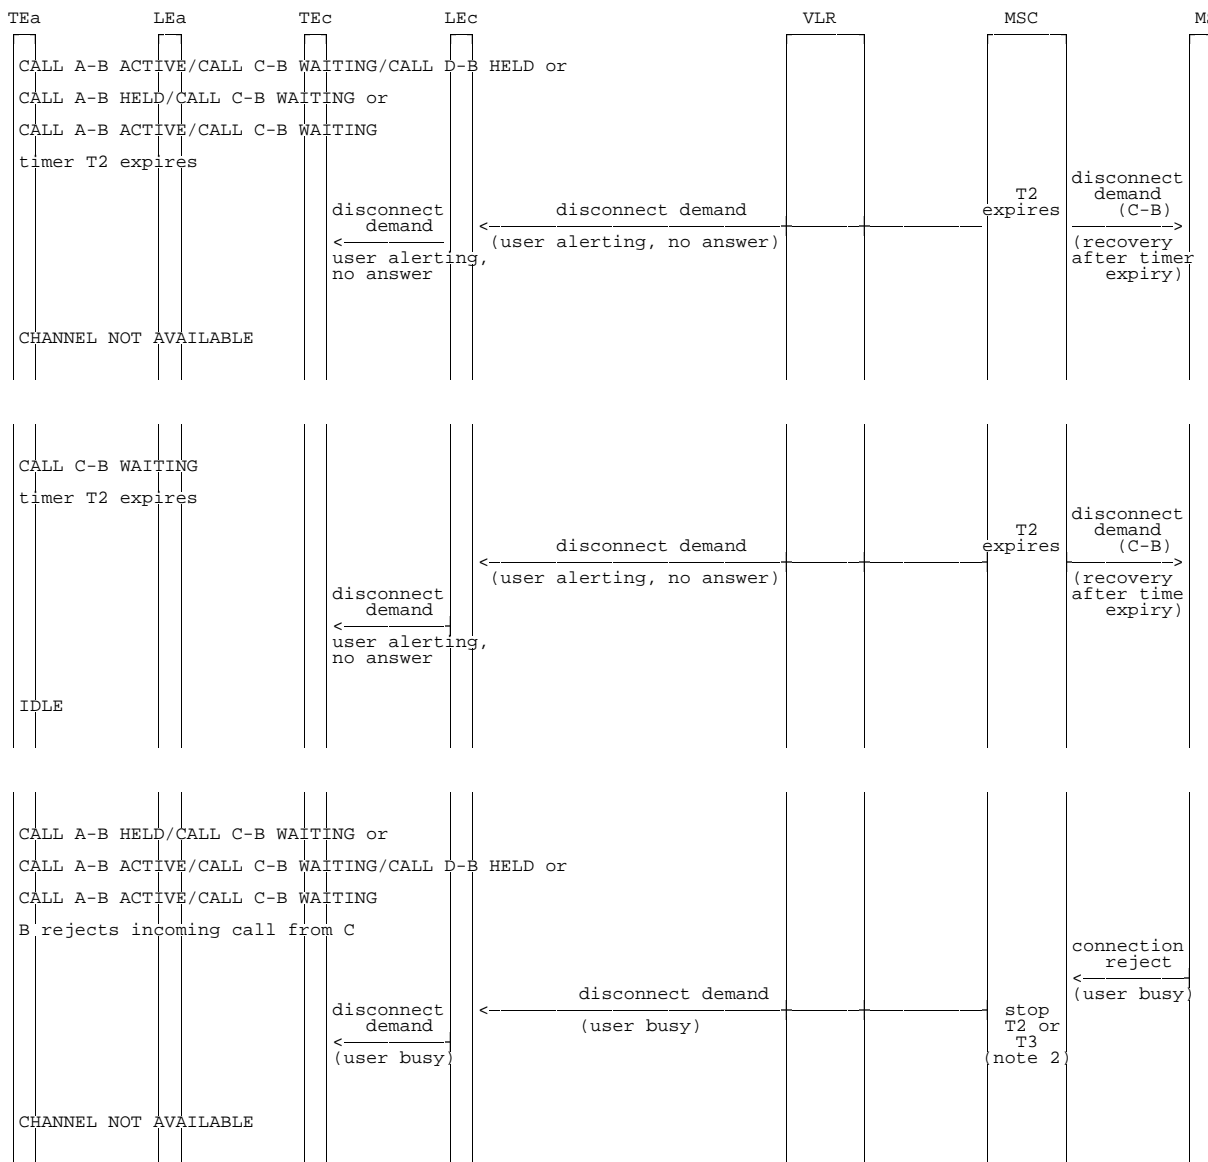 TEa LEa TEc LEc VLR MSC M
CALL A-B ACTIVE/CALL C-B WAITING/CALL D-B HELD or
CALL A-B HELD/CALL C-B WAITING or
CALL A-B ACTIVE/CALL C-B WAITING
timer T2 expires
disconnect
demand
(C-B)
T2
expires
disconnect
demand
disconnect demand
(user alerting, no answer)
(recovery
after timer
expiry)
user alerting,
no answer
CHANNEL NOT AVAILABLE
CALL C-B WAITING
timer T2 expires
disconnect
demand
(C-B)
T2
expires
disconnect demand
(user alerting, no answer)
(recovery
after time
expiry)
disconnect
demand
user alerting,
no answer
IDLE
CALL A-B HELD/CALL C-B WAITING or
CALL A-B ACTIVE/CALL C-B WAITING/CALL D-B HELD or
CALL A-B ACTIVE/CALL C-B WAITING
B rejects incoming call from C
connection
reject
(user busy)
disconnect demand
(user busy)
stop
T2 or
T3
(note 2)
disconnect
demand
(user busy)
CHANNEL NOT AVAILABLE